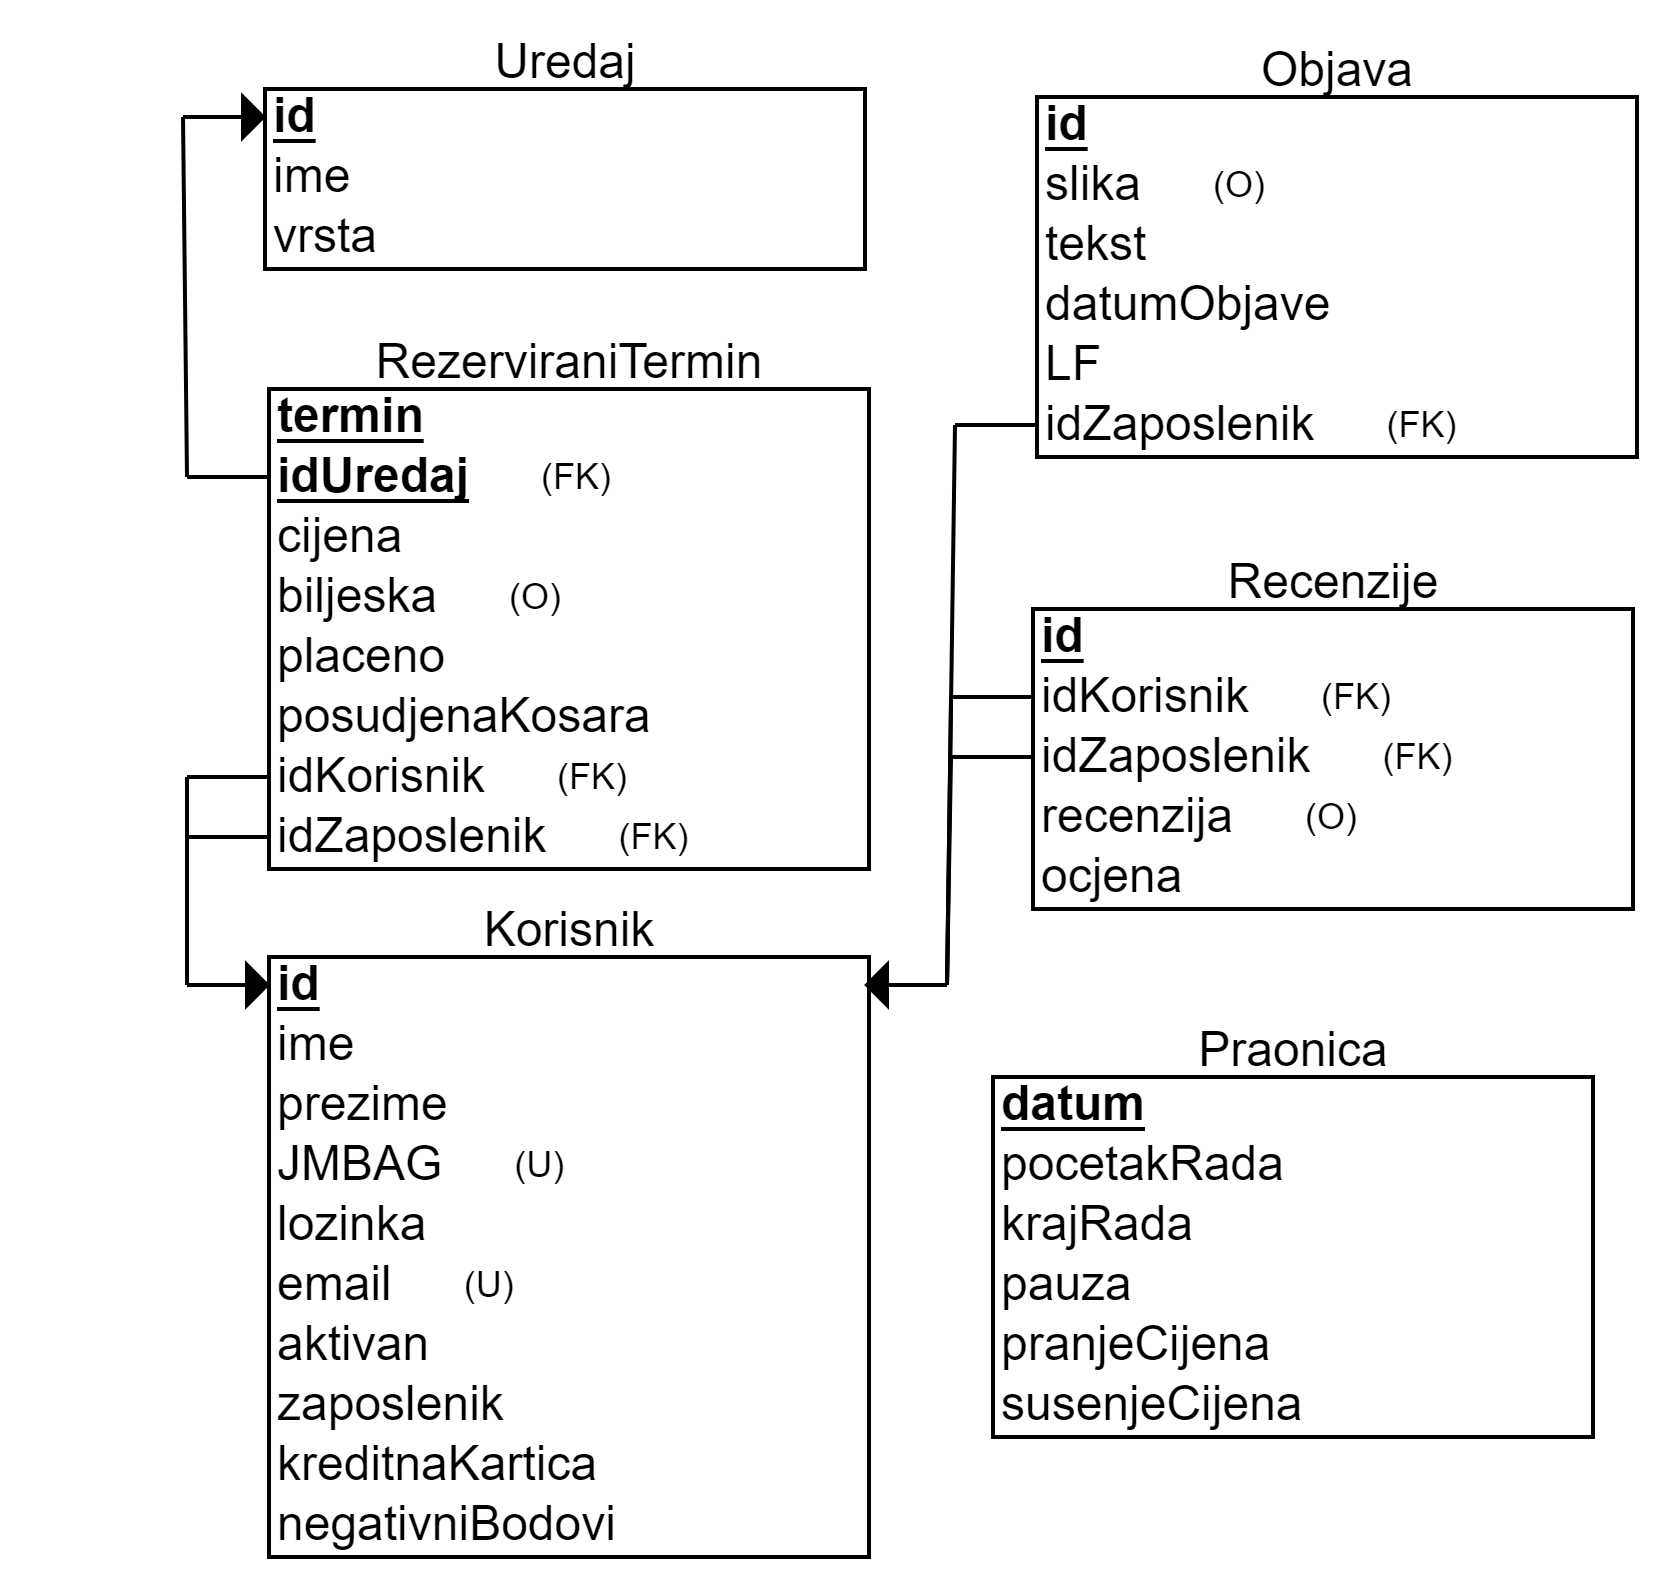 Uredaj
id
ime
vrsta
RezerviraniTermin
termin
idUredaj (FK)
cijena
biljeska (O)
placeno
posudjenaKosara
idKorisnik (FK)
idZaposlenik (FK)
Korisnik
id
ime
prezime
JMBAG (U)
lozinka
email (U)
aktivan
zaposlenik
kreditnaKartica
negativniBodovi
Objava
id
slika (O)
tekst
datumObjave
LF
idZaposlenik (FK)
Recenzije
id
idKorisnik (FK)
idZaposlenik (FK)
recenzija (O)
ocjena
Praonica
datum
pocetakRada
krajRada
pauza
pranjeCijena
susenjeCijena